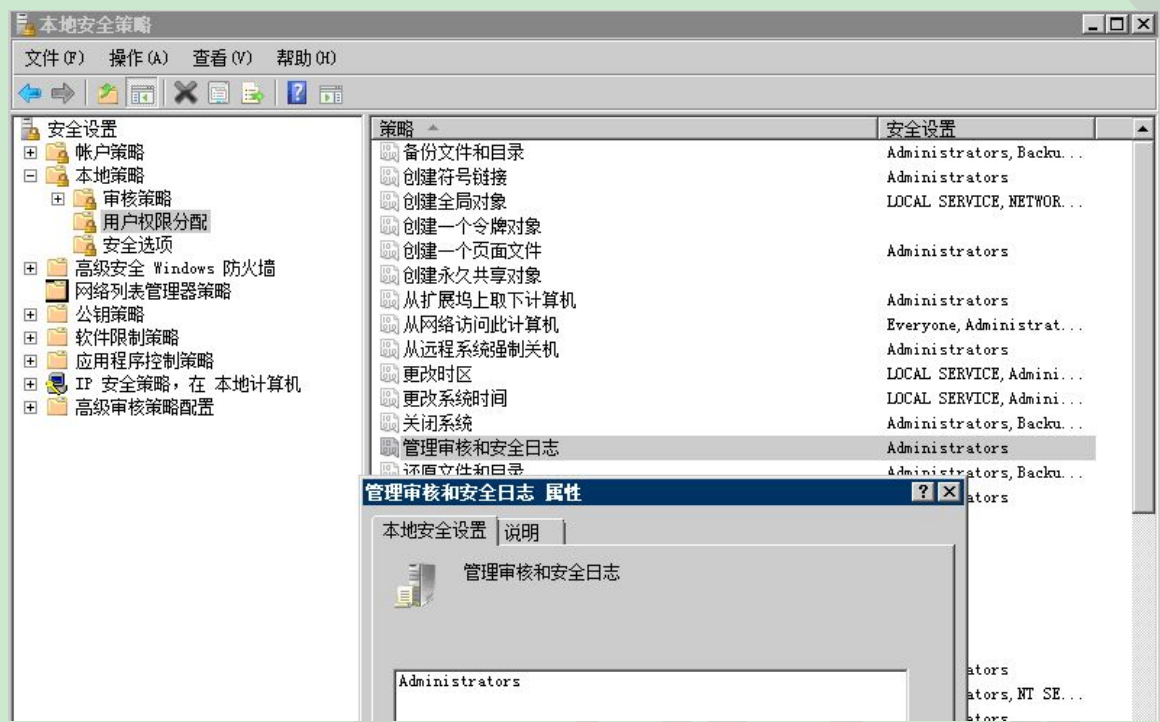 本地安全策略
文件(F) 操作(A) 查看(V) 帮助(H)
安全设置
帐户策略
本地策略
审核策略
用户权限分配
安全选项
高级安全 Windows 防火墙
网络列表管理器策略
公钥策略
软件限制策略
应用程序控制策略
IP 安全策略，在 本地计算机
高级审核策略配置
策略 安全设置
备份文件和目录 Administrators, Backu...
创建符号链接 Administrators
创建全局对象 LOCAL SERVICE, NETWOR...
创建一个令牌对象
创建一个页面文件 Administrators
创建永久共享对象
从扩展坞上取下计算机 Administrators
从网络访问此计算机 Everyone, Administrat...
从远程系统强制关机 Administrators
更改时区 LOCAL SERVICE, Admini...
更改系统时间 LOCAL SERVICE, Admini...
关闭系统 Administrators, Backu...
管理审核和安全日志 Administrators
还原文件和目录 Administrators, Backu...
ators
管理审核和安全日志 属性
本地安全设置 说明
管理审核和安全日志
Administrators
ators
ators, NT SE...
ators